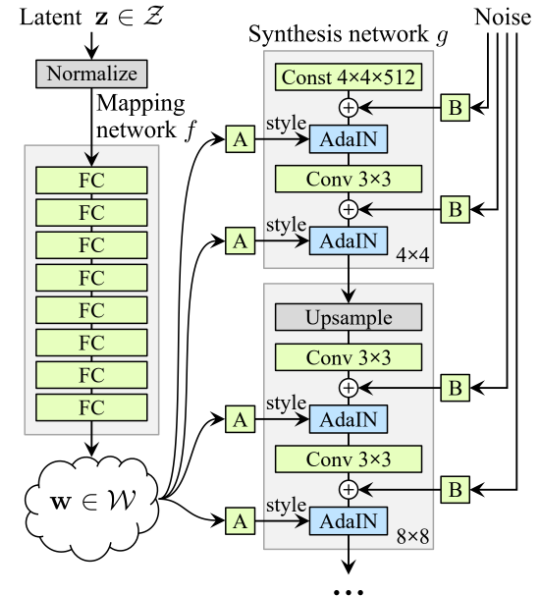 Latent z ∈ 𝒵
Normalize
Mapping
network f
FC
FC
FC
FC
FC
FC
FC
FC
w ∈ 𝒲
Noise
Synthesis network g
Const 4×4×512
+
B
A
style
AdaIN
Conv 3×3
+
B
A
style
AdaIN
4×4
Upsample
Conv 3×3
+
B
A
style
AdaIN
Conv 3×3
+
B
A
style
AdaIN
8×8
...